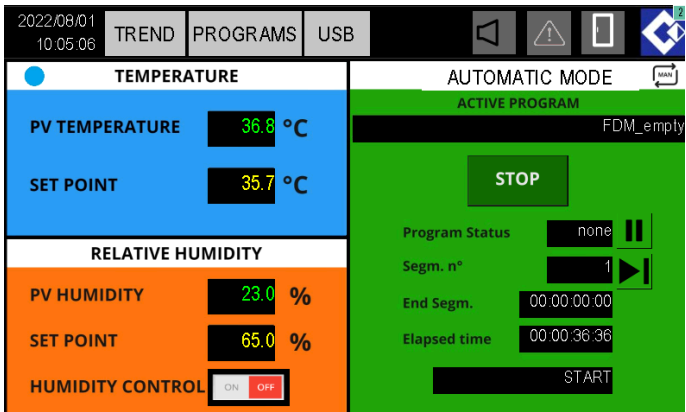 2022/08/01
10:05:06
TREND
PROGRAMS
USB
2
TEMPERATURE
PV TEMPERATURE 36.8 °C
SET POINT 35.7 °C
RELATIVE HUMIDITY
PV HUMIDITY 23.0 %
SET POINT 65.0 %
HUMIDITY CONTROL ON OFF
AUTOMATIC MODE
MAN
ACTIVE PROGRAM
FDM_empty
STOP
Program Status none
Segm. n° 1
End Segm. 00:00:00:00
Elapsed time 00:00:36:36
START